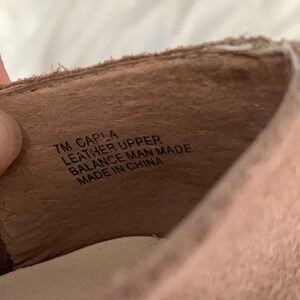 7M CARLA
LEATHER UPPER
BALANCE MAN MADE
MADE IN CHINA